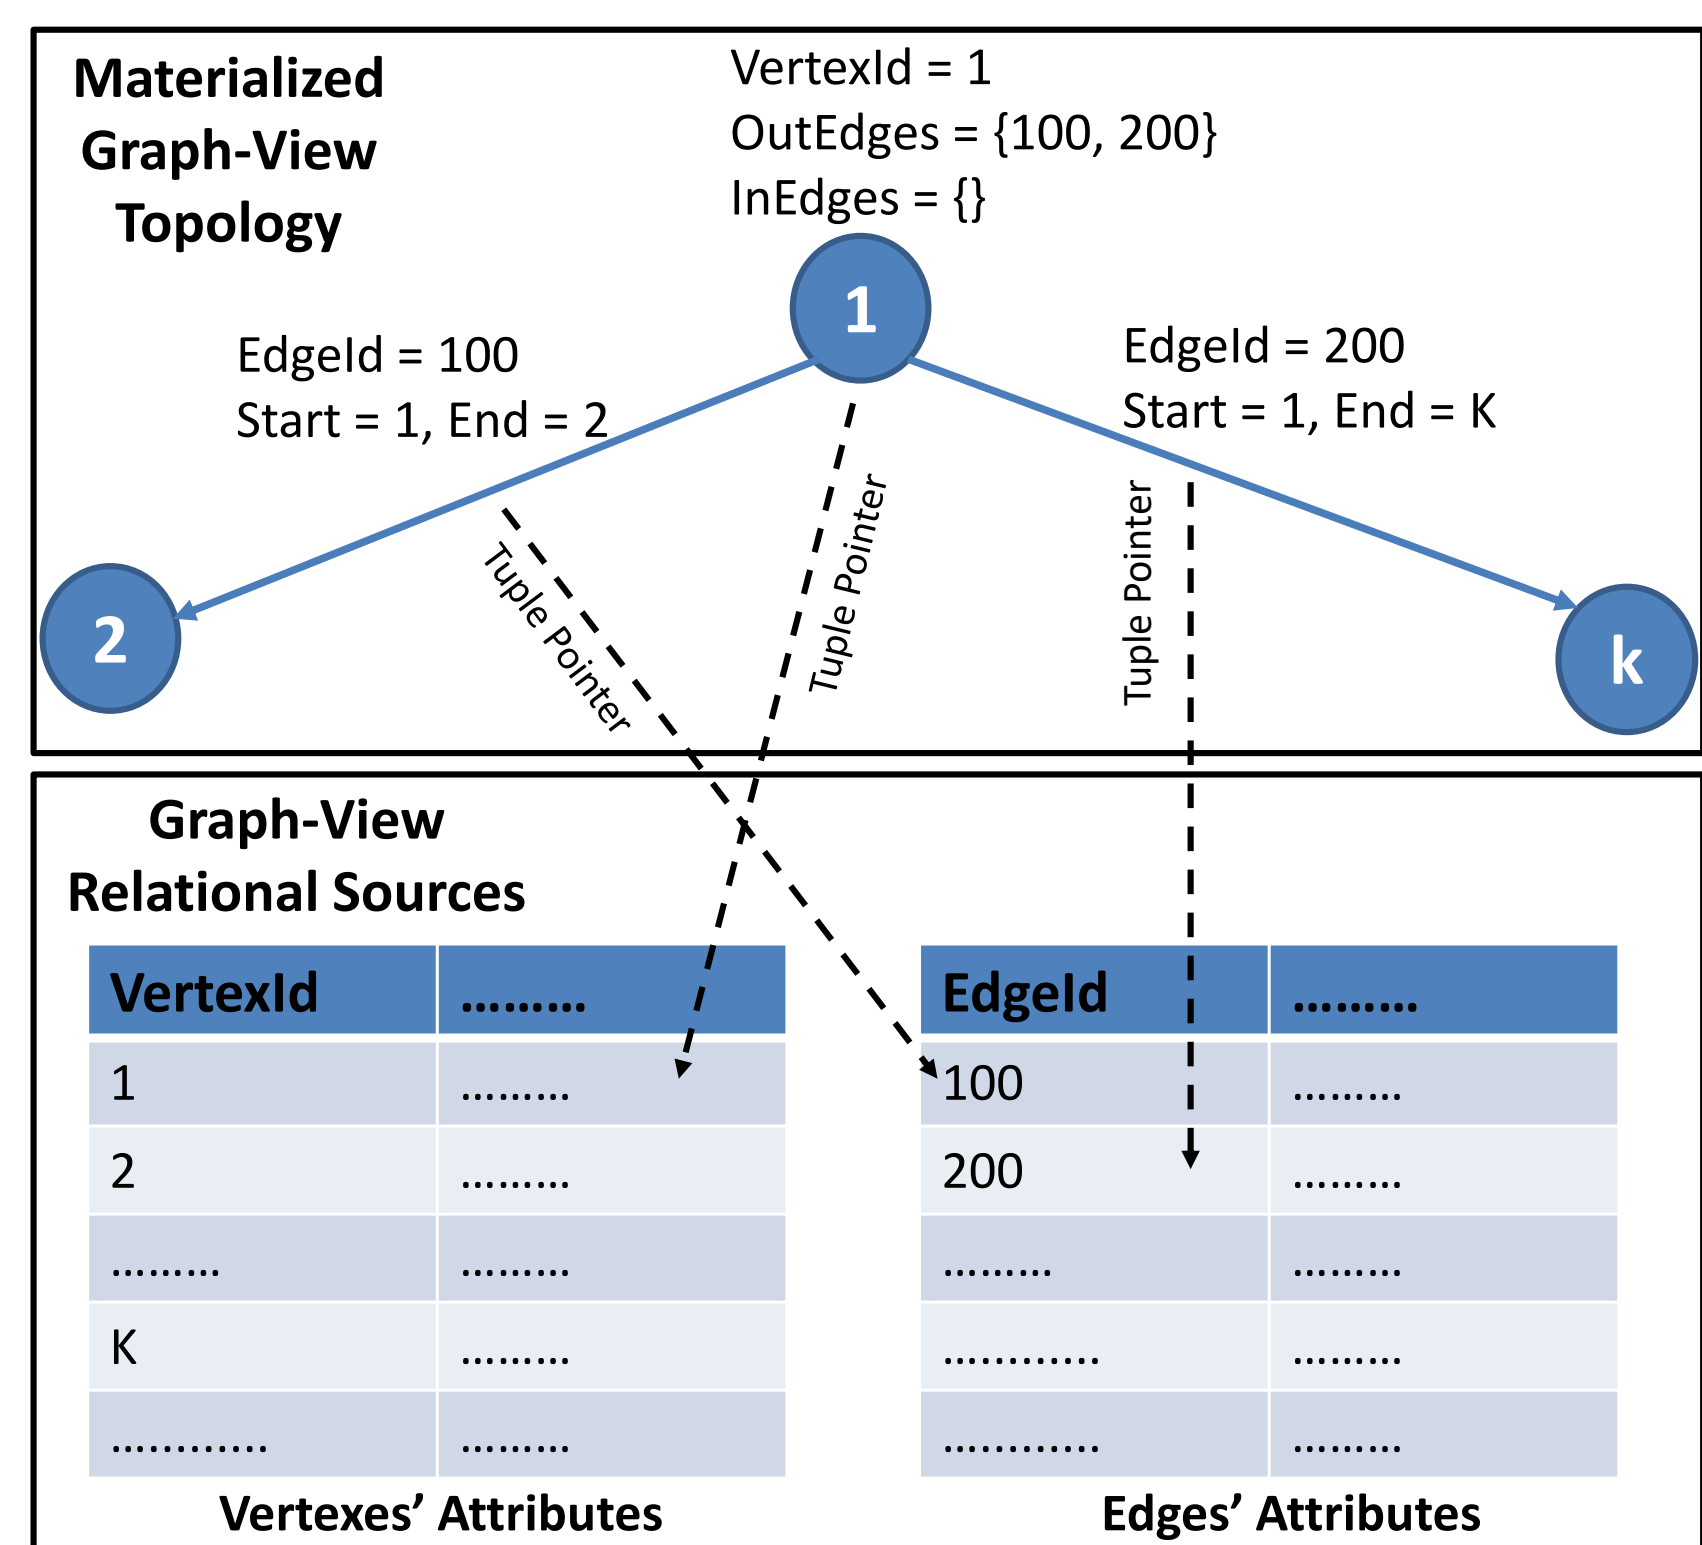 Materialized
Graph-View
Topology
VertexId = 1
OutEdges = {100, 200}
InEdges = {}
1
EdgeId = 100
Start = 1, End = 2
EdgeId = 200
Start = 1, End = K
Tuple Pointer
Tuple Pointer
Tuple Pointer
2
k
Graph-View
Relational Sources
VertexId ………
1 ………
2 ………
……… ………
K ………
………… ………
Vertexes’ Attributes
EdgeId ………
100 ………
200 ………
……… ………
………… ………
………… ………
Edges’ Attributes